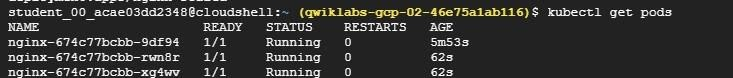 student_00_acae03dd2348@cloudshell:~ (qwiklabs-gcp-02-46e75a1ab116)$ kubectl get pods
NAME READY STATUS RESTARTS AGE
nginx-674c77bcbb-9df94 1/1 Running 0 5m53s
nginx-674c77bcbb-rwn8r 1/1 Running 0 62s
nginx-674c77bcbb-xg4wv 1/1 Running 0 62s